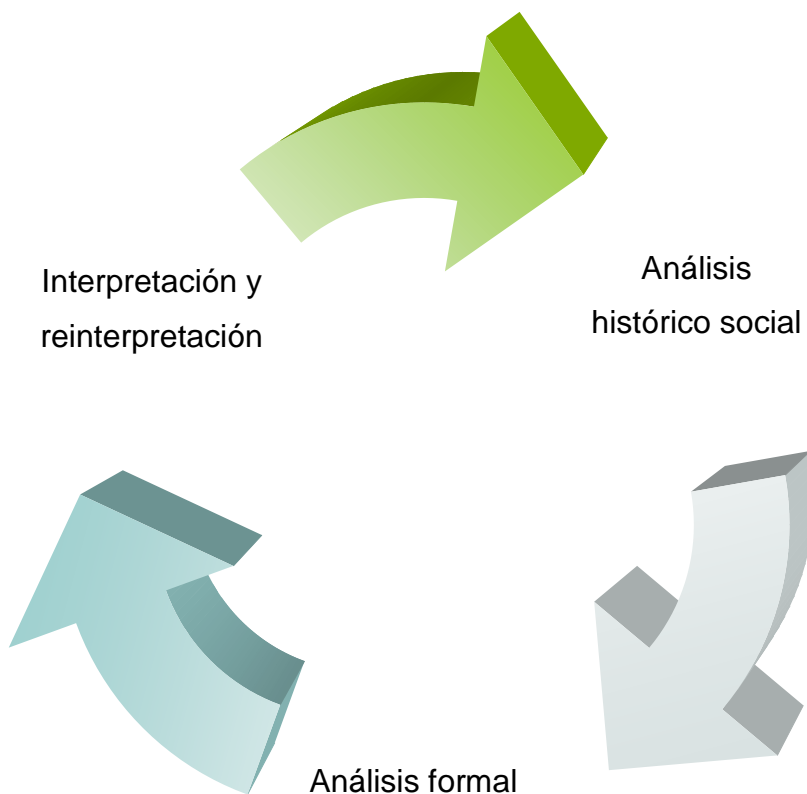 Interpretación y
reinterpretación
Análisis
histórico social
Análisis formal